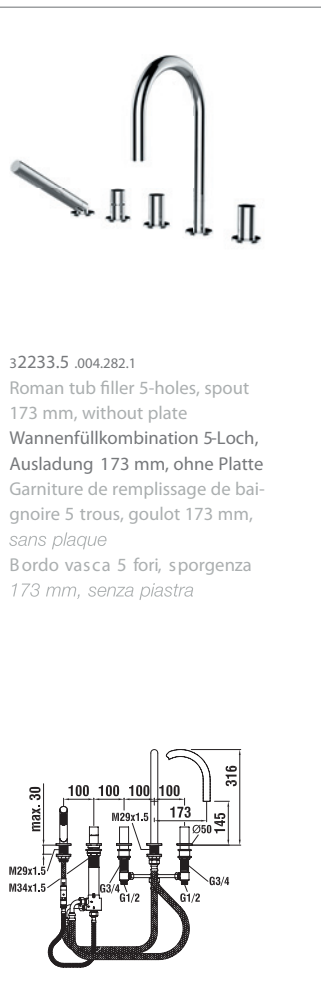 32233.5 .004.282.1
Roman tub filler 5-holes, spout
173 mm, without plate
Wannenfüllkombination 5-Loch,
Ausladung 173 mm, ohne Platte
Garniture de remplissage de bai-
gnoire 5 trous, goulot 173 mm,
sans plaque
Bordo vasca 5 fori, sporgenza
173 mm, senza piastra
max. 30
100 100 100 100
316
173
M29x1.5
145
Ø50
M29x1.5
M34x1.5
G3/4
G3/4
G1/2
G1/2